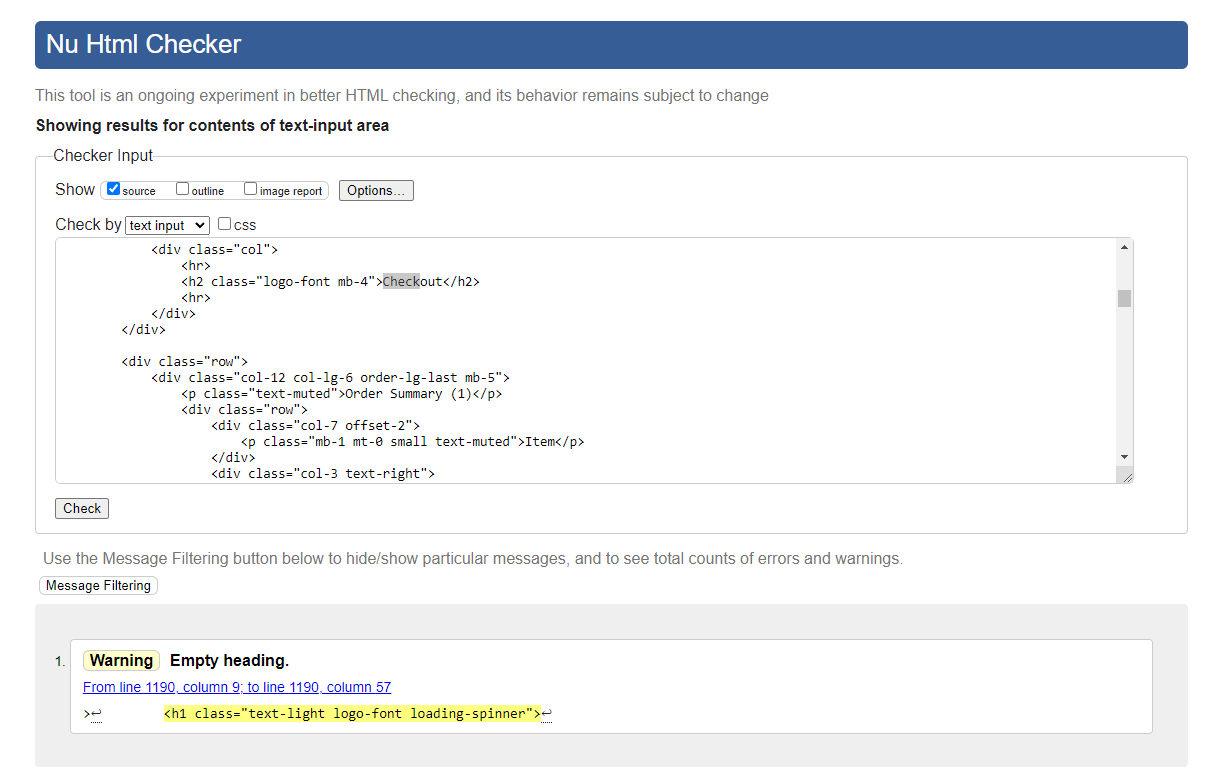 Nu Html Checker
This tool is an ongoing experiment in better HTML checking, and its behavior remains subject to change
Showing results for contents of text-input area
Checker Input
Show source outline image report Options...
Check by text input css
<div class="col">
<hr>
<h2 class="logo-font mb-4">Checkout</h2>
<hr>
</div>
</div>
<div class="row">
<div class="col-12 col-lg-6 order-lg-last mb-5">
<p class="text-muted">Order Summary (1)</p>
<div class="row">
<div class="col-7 offset-2">
<p class="mb-1 mt-0 small text-muted">Item</p>
</div>
<div class="col-3 text-right">
Check
Use the Message Filtering button below to hide/show particular messages, and to see total counts of errors and warnings.
Message Filtering
1. Warning Empty heading.
From line 1190, column 9; to line 1190, column 57
>↩ <h1 class="text-light logo-font loading-spinner">↩